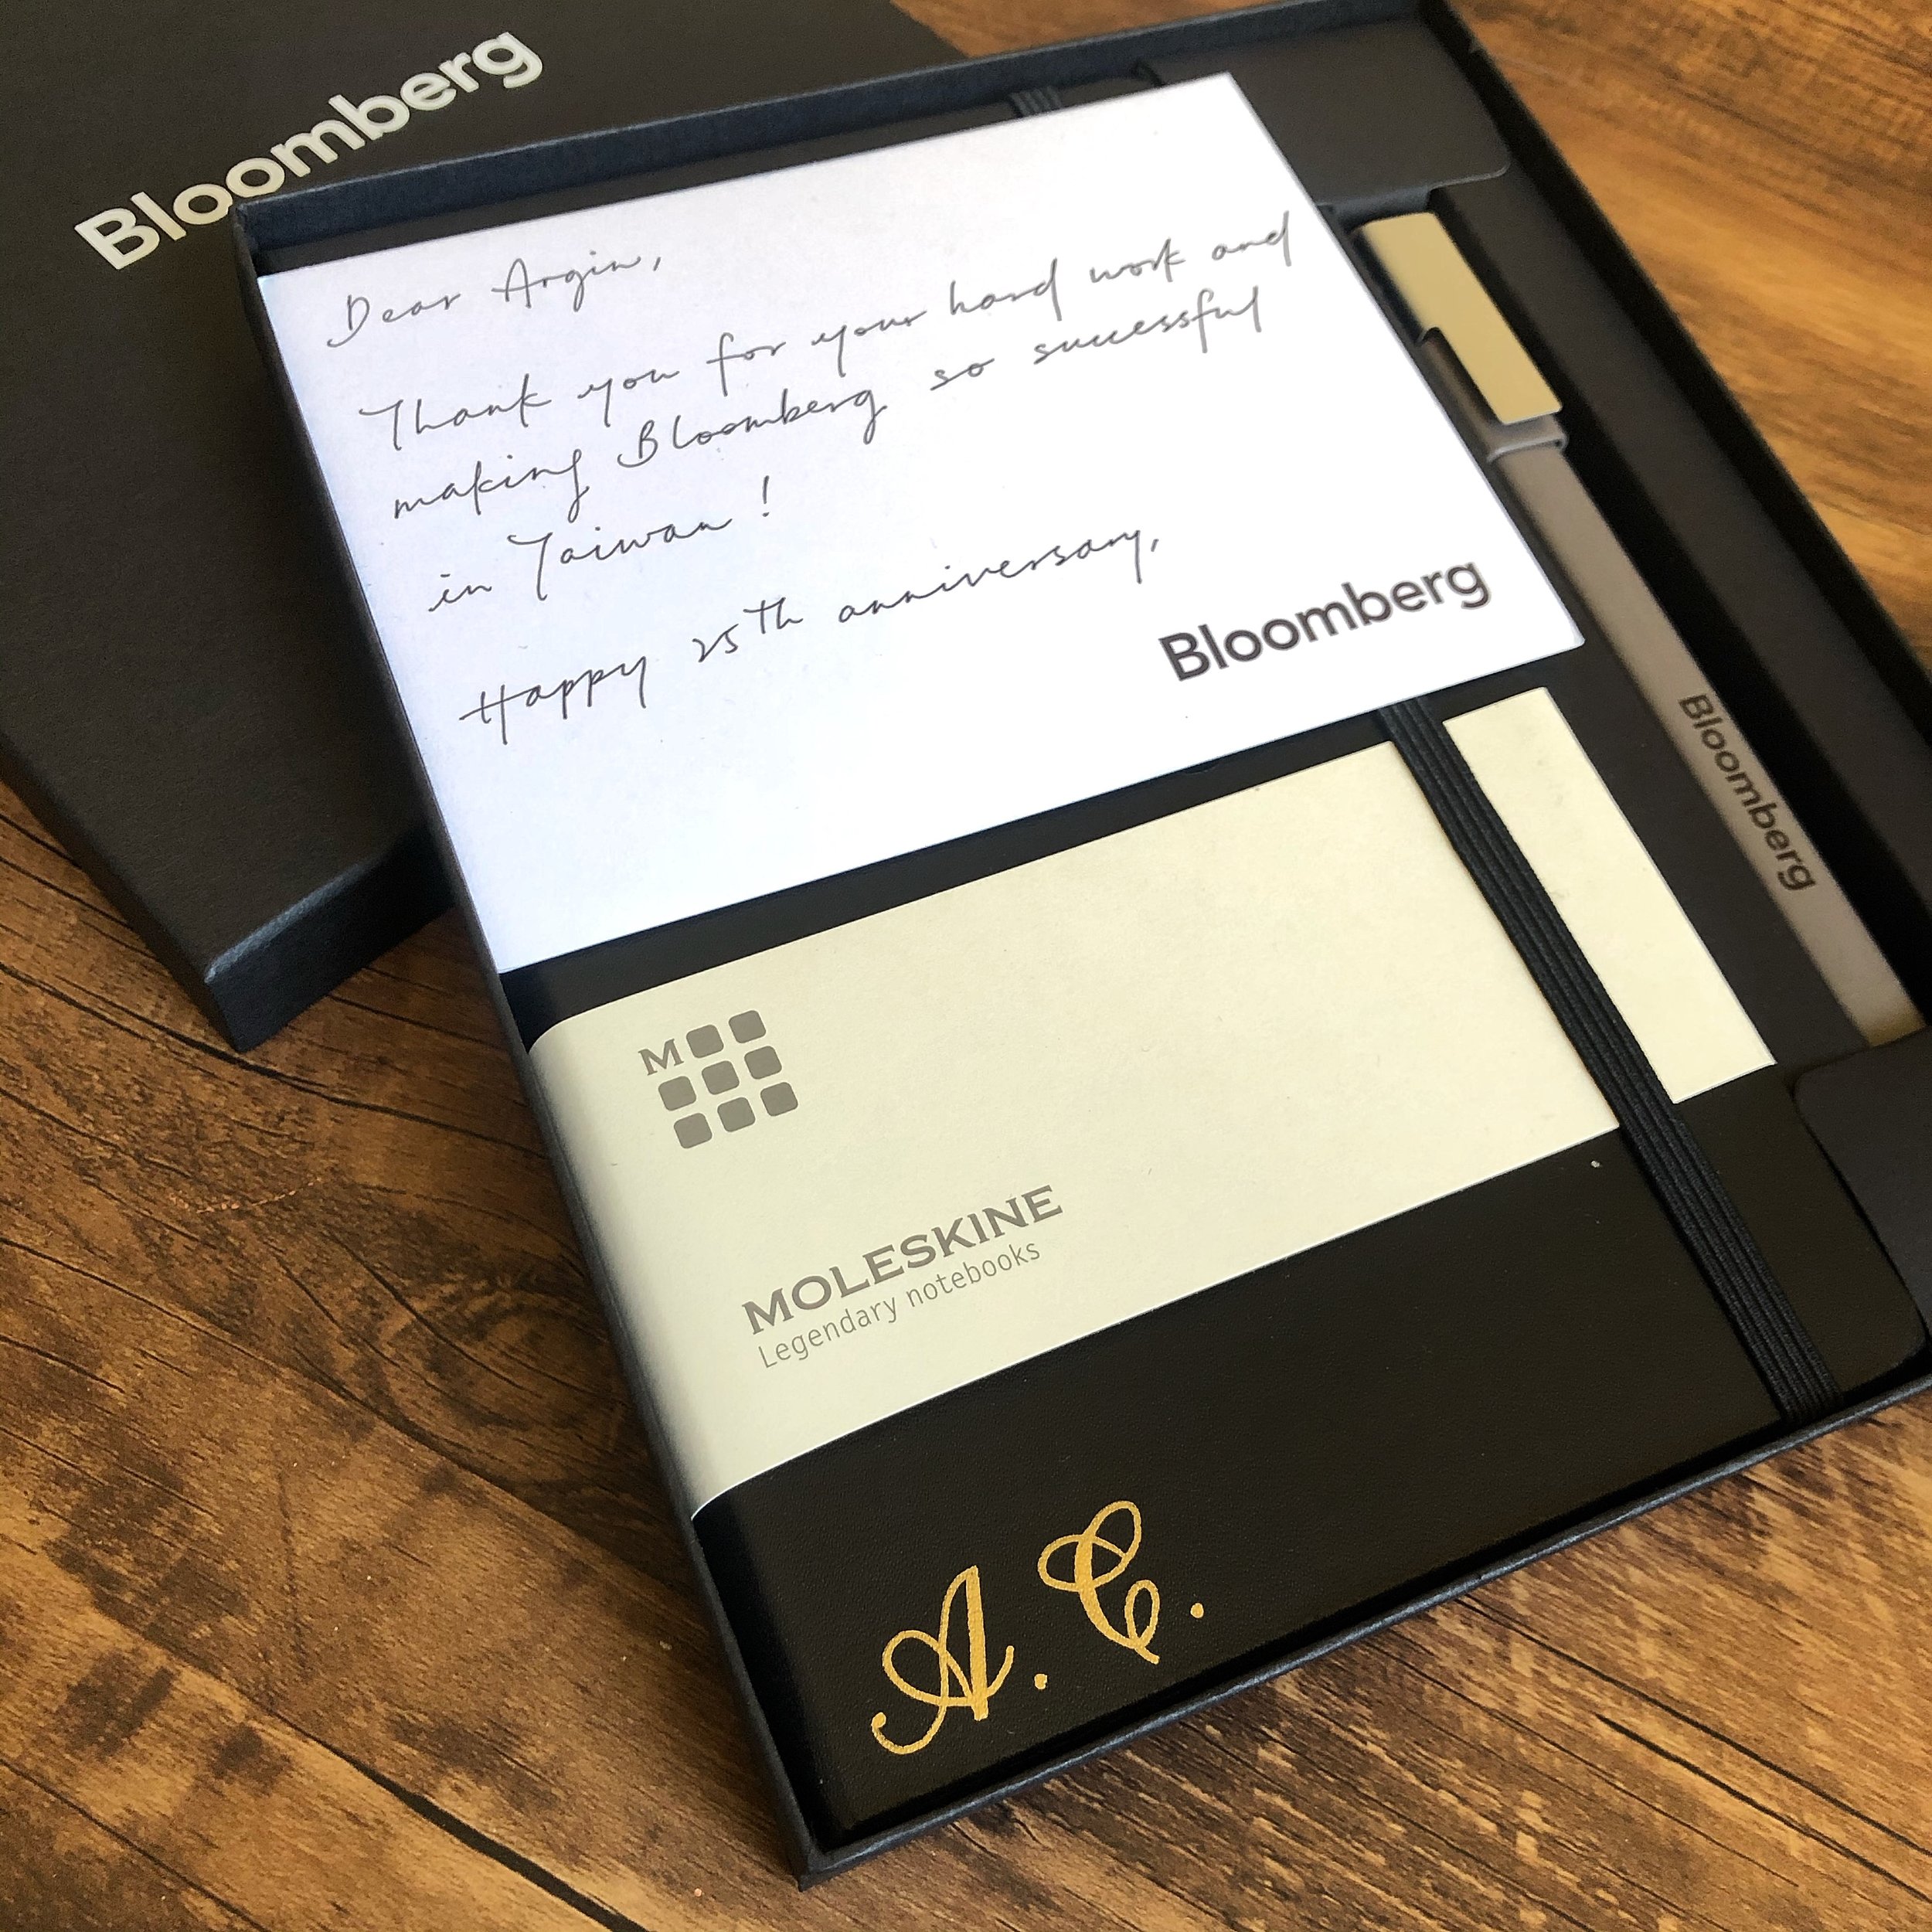 Bloomberg
Dear Argin,
Thank you for your hard work and
making Bloomberg so successful
in Taiwan!
Happy 25th anniversary,
Bloomberg
Bloomberg
M
MOLESKINE
Legendary notebooks
A. C.